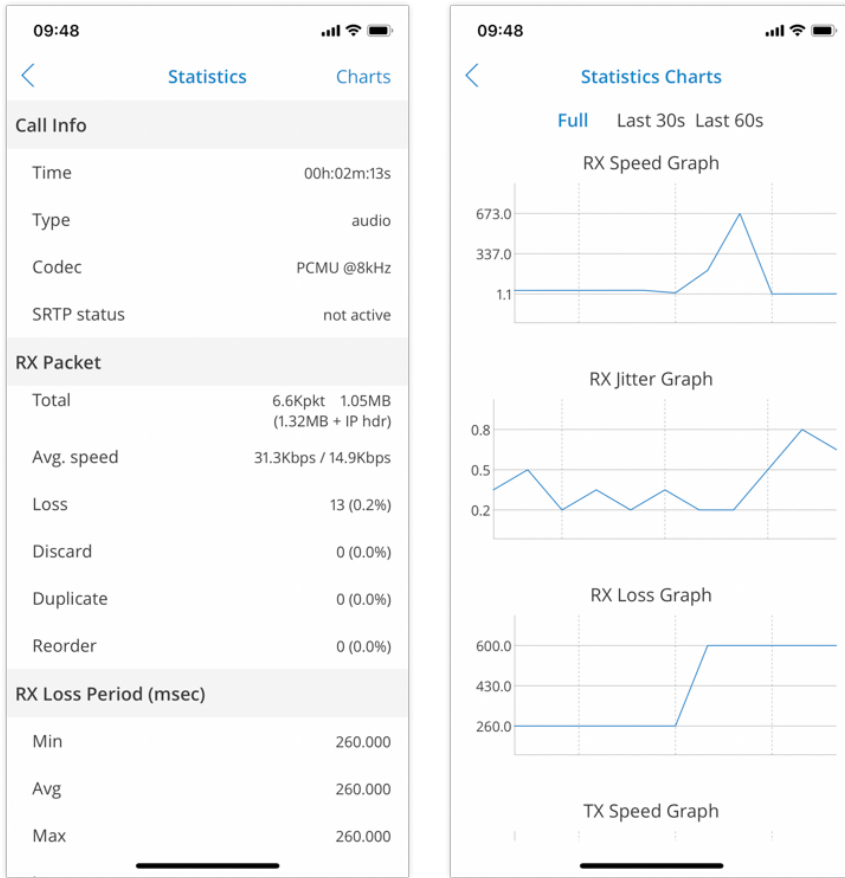 09:48
Statistics
Charts
Call Info
Time 00h:02m:13s
Type audio
Codec PCMU @8kHz
SRTP status not active
RX Packet
Total 6.6Kpkt 1.05MB
(1.32MB + IP hdr)
Avg. speed 31.3Kbps / 14.9Kbps
Loss 13 (0.2%)
Discard 0 (0.0%)
Duplicate 0 (0.0%)
Reorder 0 (0.0%)
RX Loss Period (msec)
Min 260.000
Avg 260.000
Max 260.000
09:48
Statistics Charts
Full Last 30s Last 60s
RX Speed Graph
673.0
337.0
1.1
RX Jitter Graph
0.8
0.5
0.2
RX Loss Graph
600.0
430.0
260.0
TX Speed Graph